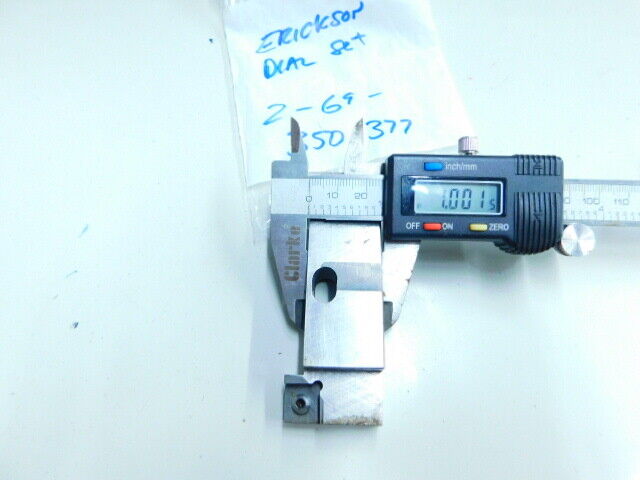 ERICKSON
DIAL Set
2-69-
350 377
inch/mm
1.0015
OFF ON ZERO
0 10 20
100 110
Clarke